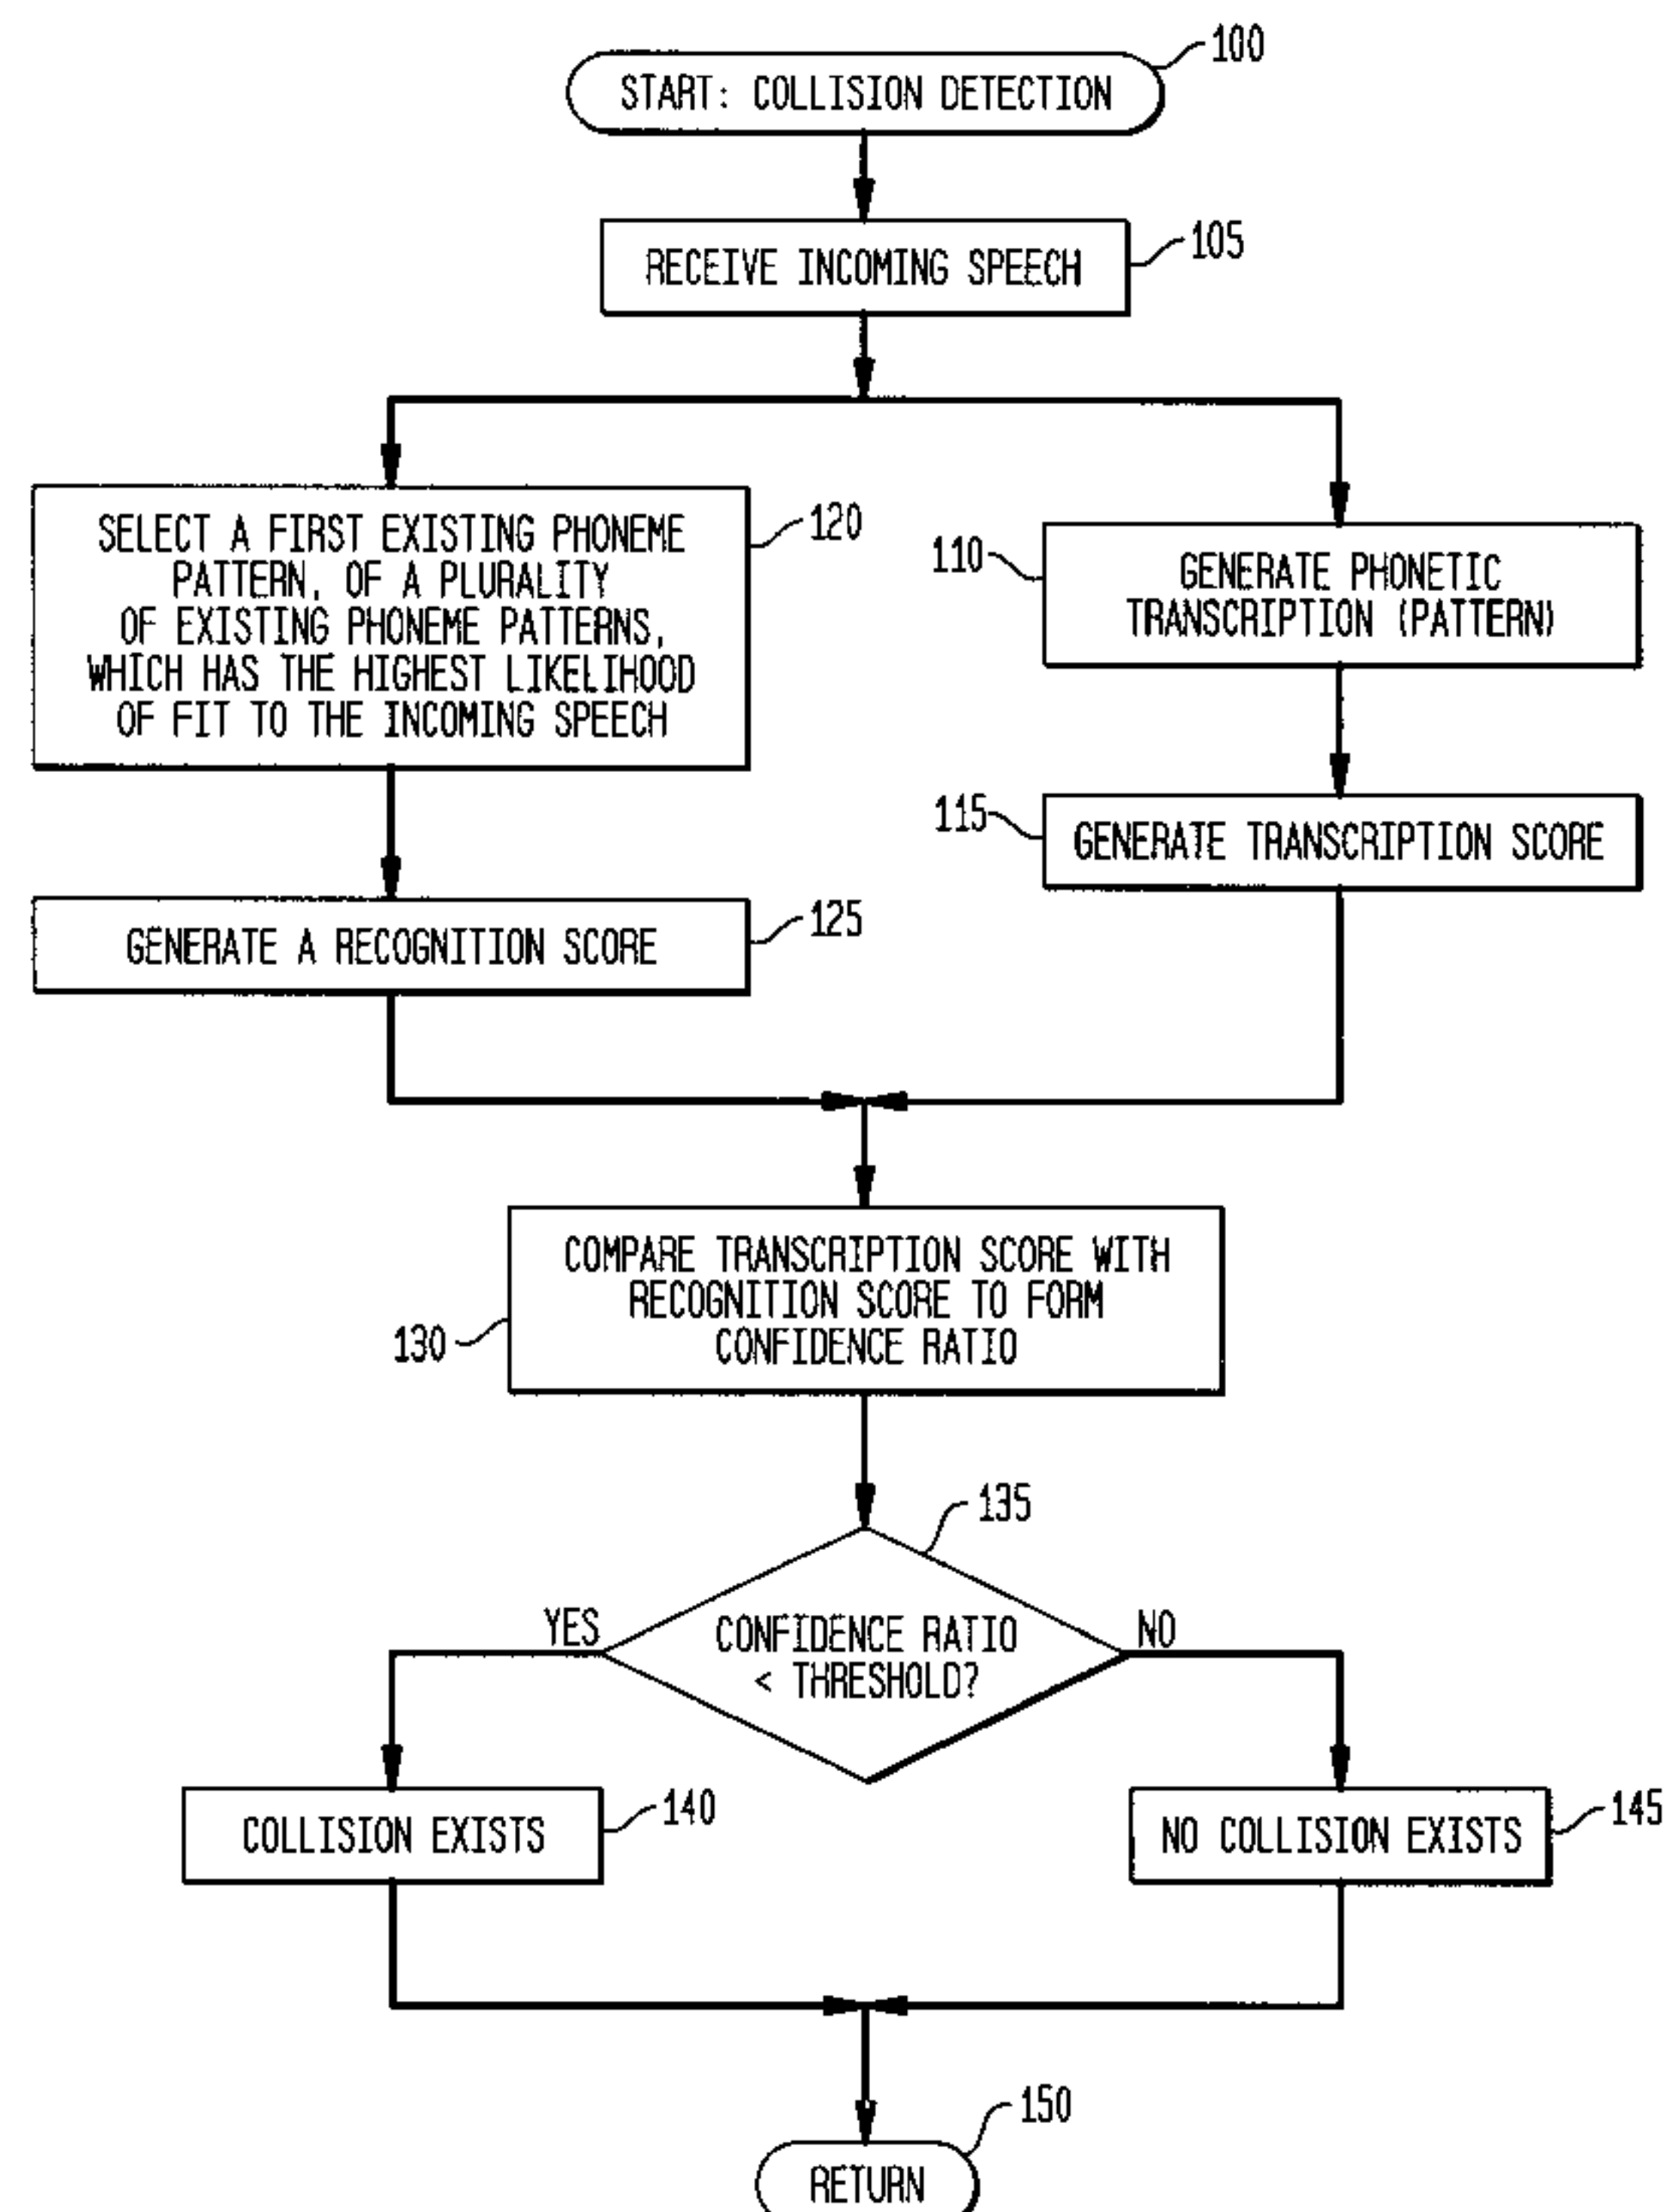 100
START: COLLISION DETECTION
RECEIVE INCOMING SPEECH
105
SELECT A FIRST EXISTING PHONEME
PATTERN, OF A PLURALITY
OF EXISTING PHONEME PATTERNS,
WHICH HAS THE HIGHEST LIKELIHOOD
OF FIT TO THE INCOMING SPEECH
120
110
GENERATE PHONETIC
TRANSCRIPTION (PATTERN)
115
GENERATE TRANSCRIPTION SCORE
GENERATE A RECOGNITION SCORE
125
COMPARE TRANSCRIPTION SCORE WITH
RECOGNITION SCORE TO FORM
CONFIDENCE RATIO
130
135
CONFIDENCE RATIO
< THRESHOLD?
YES
NO
COLLISION EXISTS
140
NO COLLISION EXISTS
145
150
RETURN